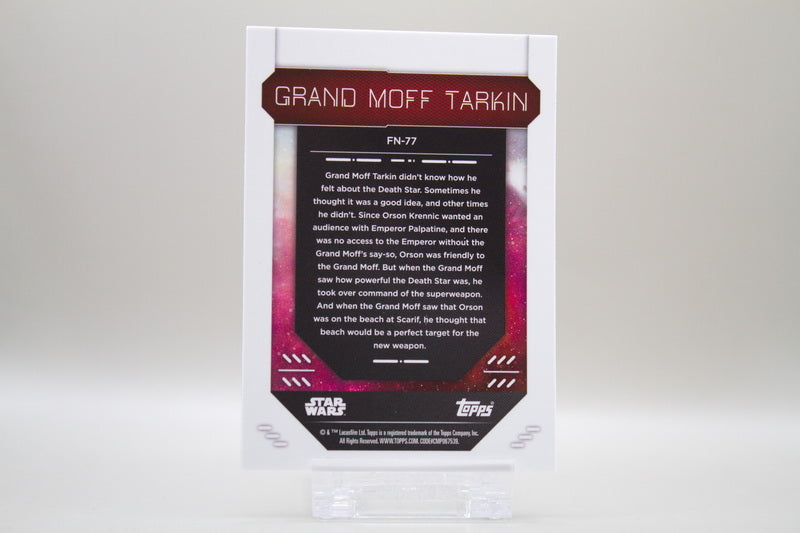 GRAND MOFF TARKIN
FN-77
Grand Moff Tarkin didn't know how he
felt about the Death Star. Sometimes he
thought it was a good idea, and other times
he didn't. Since Orson Krennic wanted an
audience with Emperor Palpatine, and there
was no access to the Emperor without the
Grand Moff's say-so, Orson was friendly to
the Grand Moff. But when the Grand Moff
saw how powerful the Death Star was, he
took over command of the superweapon.
And when the Grand Moff saw that Orson
was on the beach at Scarif, he thought that
beach would be a perfect target for the
new weapon.
STAR
WARS
topps®
© & ™ Lucasfilm Ltd. Topps is a registered trademark of the Topps Company, Inc.
All Rights Reserved. WWW.TOPPS.COM. CODE#CMP087539.